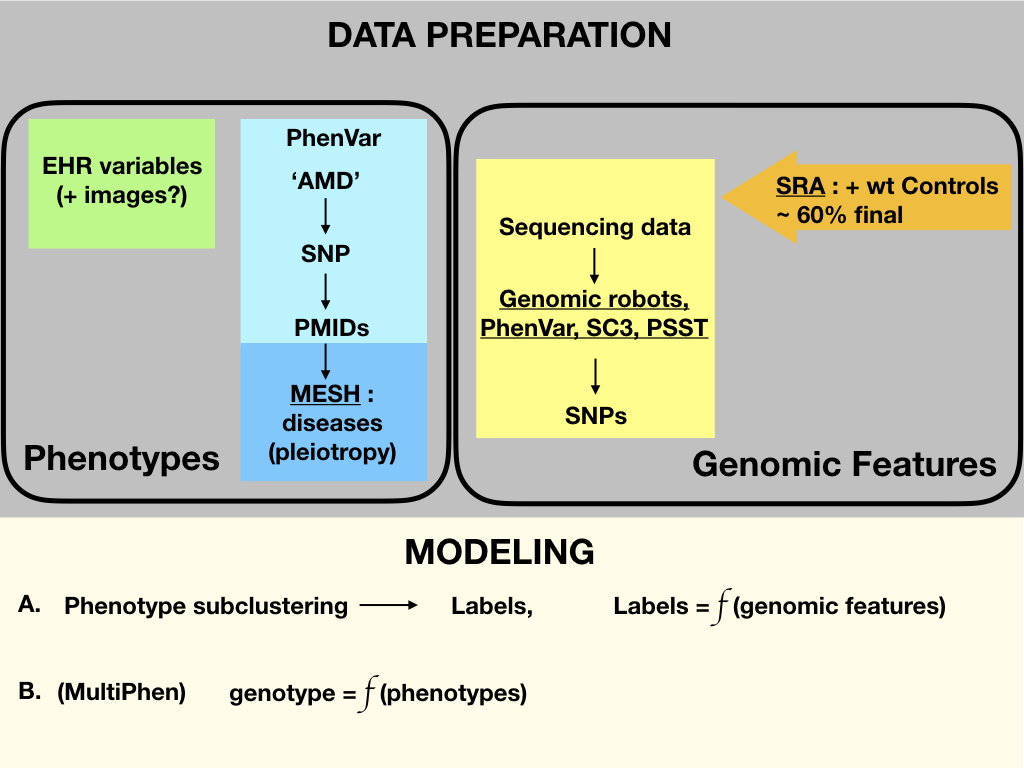 DATA PREPARATION
EHR variables
(+ images?)
PhenVar
‘AMD’
SNP
PMIDs
MESH :
diseases
(pleiotropy)
Phenotypes
Sequencing data
Genomic robots,
PhenVar, SC3, PSST
SNPs
SRA : + wt Controls
~ 60% final
Genomic Features
MODELING
A. Phenotype subclustering Labels, Labels = f (genomic features)
B. (MultiPhen) genotype = f (phenotypes)